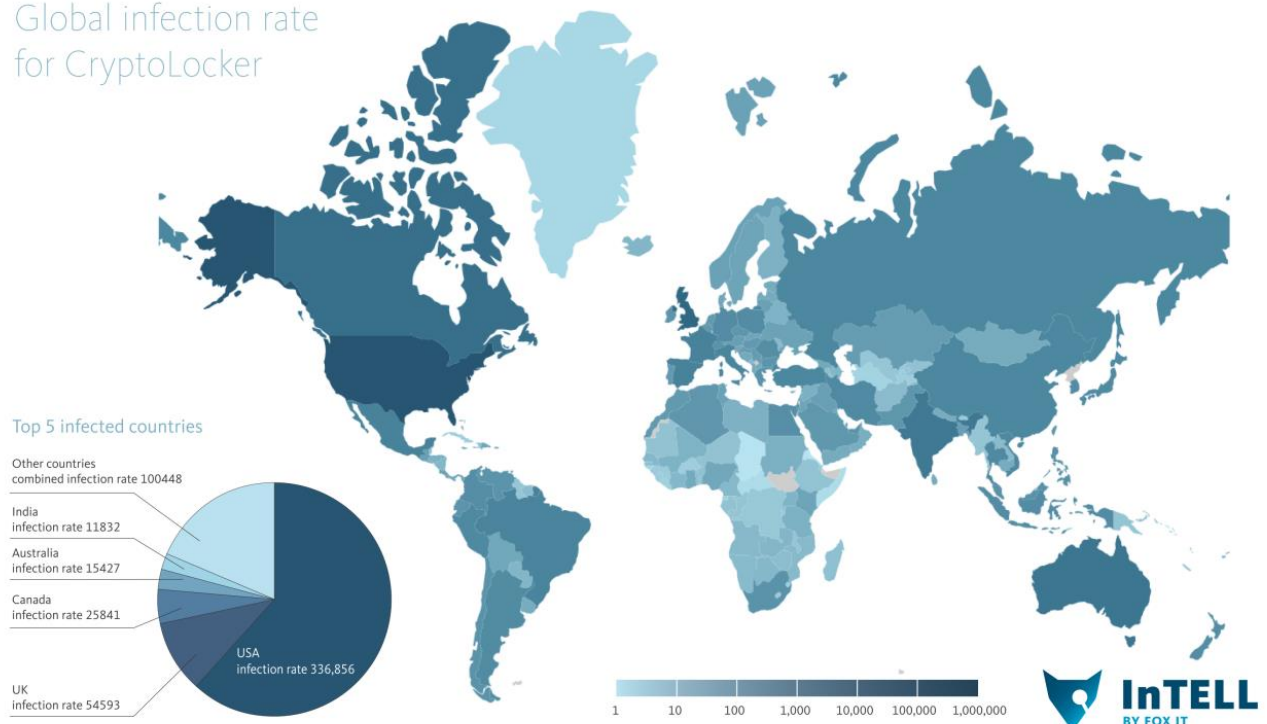 Global infection rate
for CryptoLocker
Top 5 infected countries
Other countries
combined infection rate 100448
India
infection rate 11832
Australia
infection rate 15427
Canada
infection rate 25841
UK
infection rate 54593
USA
infection rate 336,856
1 10 100 1,000 10,000 100,000 1,000,000
InTELL
BY FOX IT